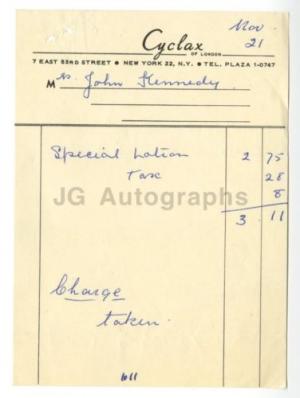 Nov
21
Cyclax
OF LONDON
7 EAST 53RD STREET ● NEW YORK 22, N.Y. ● TEL. PLAZA 1-0747
Mrs. John Kennedy.
Special Lotion 2 75
Tax 28
8
3 11
JG Autographs
Charge
taken.
611